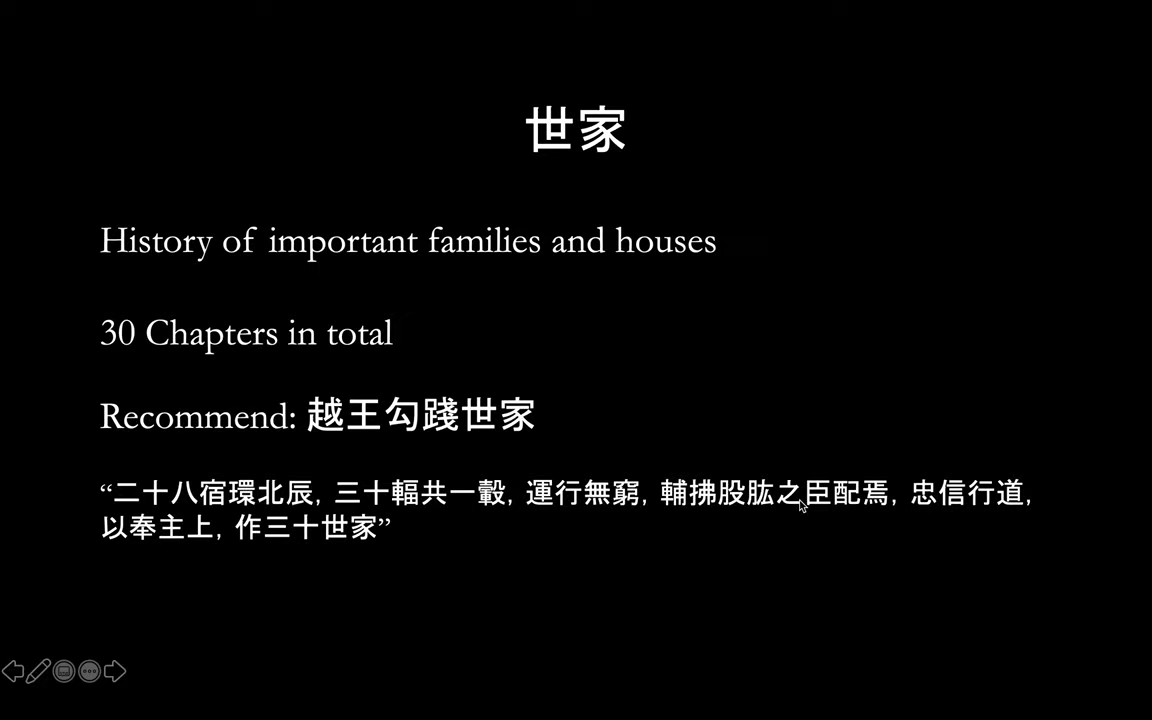 世家
History of important families and houses
30 Chapters in total
Recommend: 越王勾踐世家
“二十八宿環北辰, 三十輻共一轂, 運行無窮, 輔拂股肱之臣配焉, 忠信行道,
以奉主上, 作三十世家”